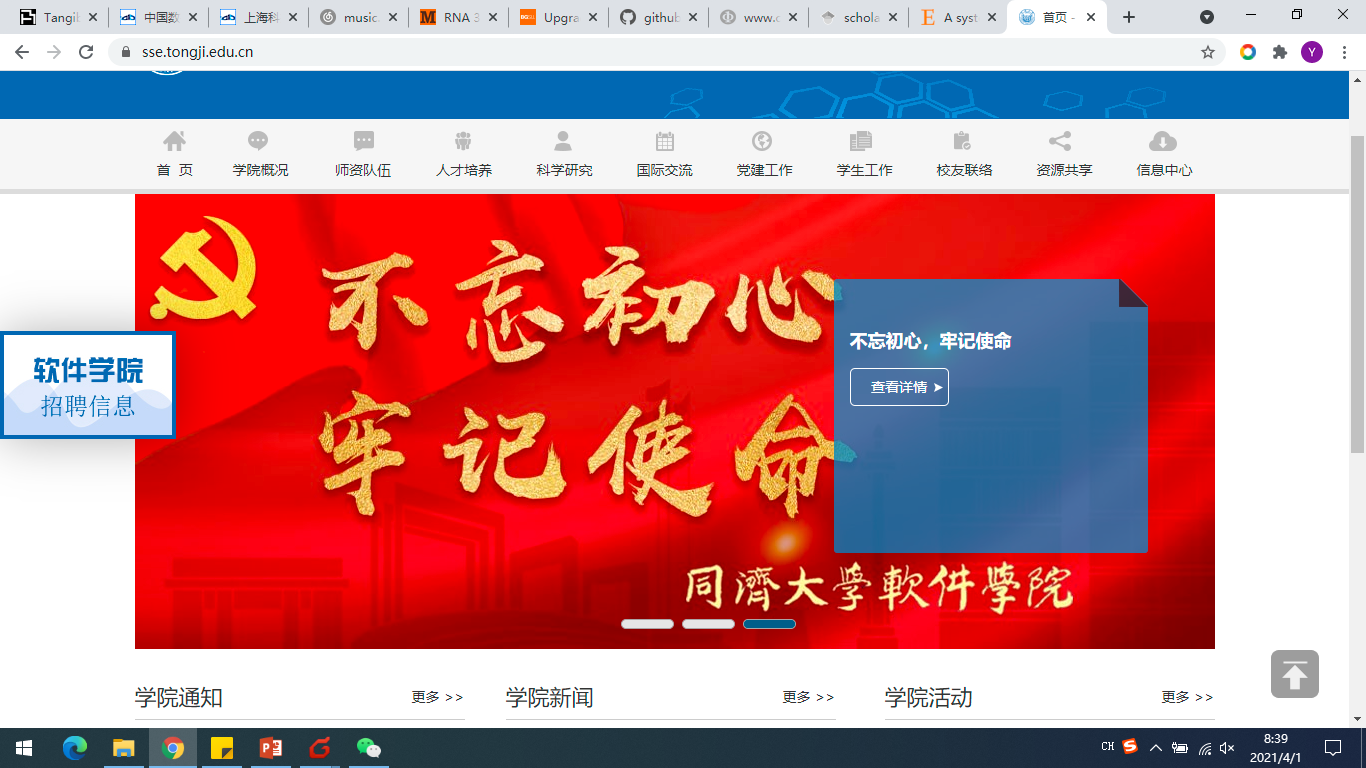 Tangil
中国数
上海科
music.
RNA 3
Upgra
github
www.c
schola
A syst
首页 -
sse.tongji.edu.cn
Y
首 页
学院概况
师资队伍
人才培养
科学研究
国际交流
党建工作
学生工作
校友联络
资源共享
信息中心
不忘初心
牢记使命
不忘初心，牢记使命
查看详情
软件学院
招聘信息
同濟大學軟件學院
学院通知
更多 >>
学院新闻
更多 >>
学院活动
更多 >>
CH
8:39
2021/4/1